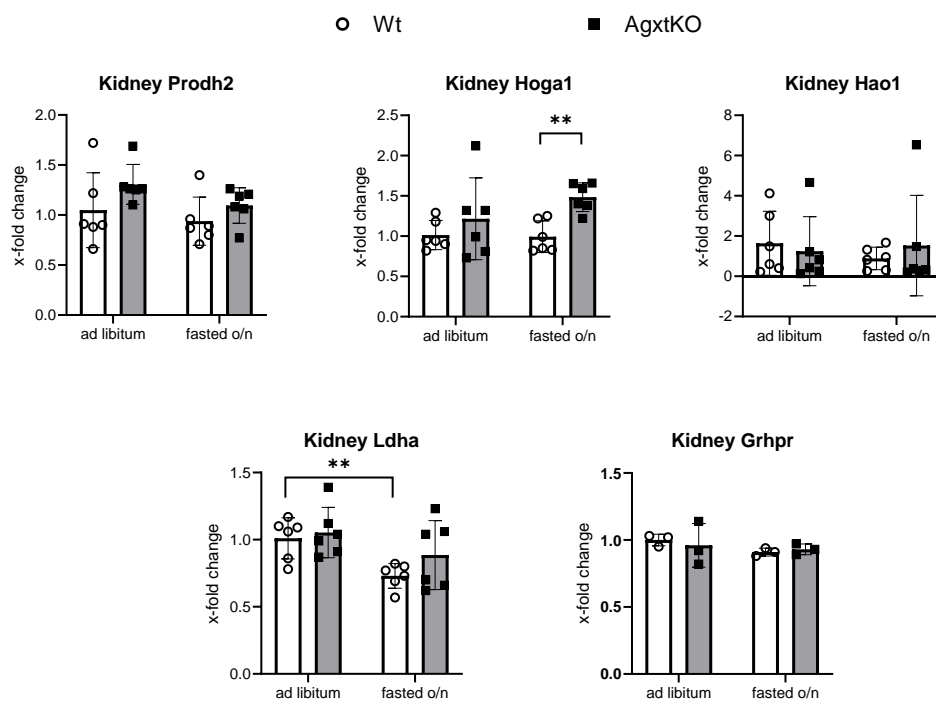 Wt AgxtKO
Kidney Prodh2
x-fold change
2.0
1.5
1.0
0.5
0.0
ad libitum fasted o/n
Kidney Hoga1
x-fold change
2.5
2.0
1.5
1.0
0.5
0.0
**
ad libitum fasted o/n
Kidney Hao1
x-fold change
8
6
4
2
0
-2
ad libitum fasted o/n
Kidney Ldha
x-fold change
1.5
1.0
0.5
0.0
**
ad libitum fasted o/n
Kidney Grhpr
x-fold change
1.5
1.0
0.5
0.0
ad libitum fasted o/n